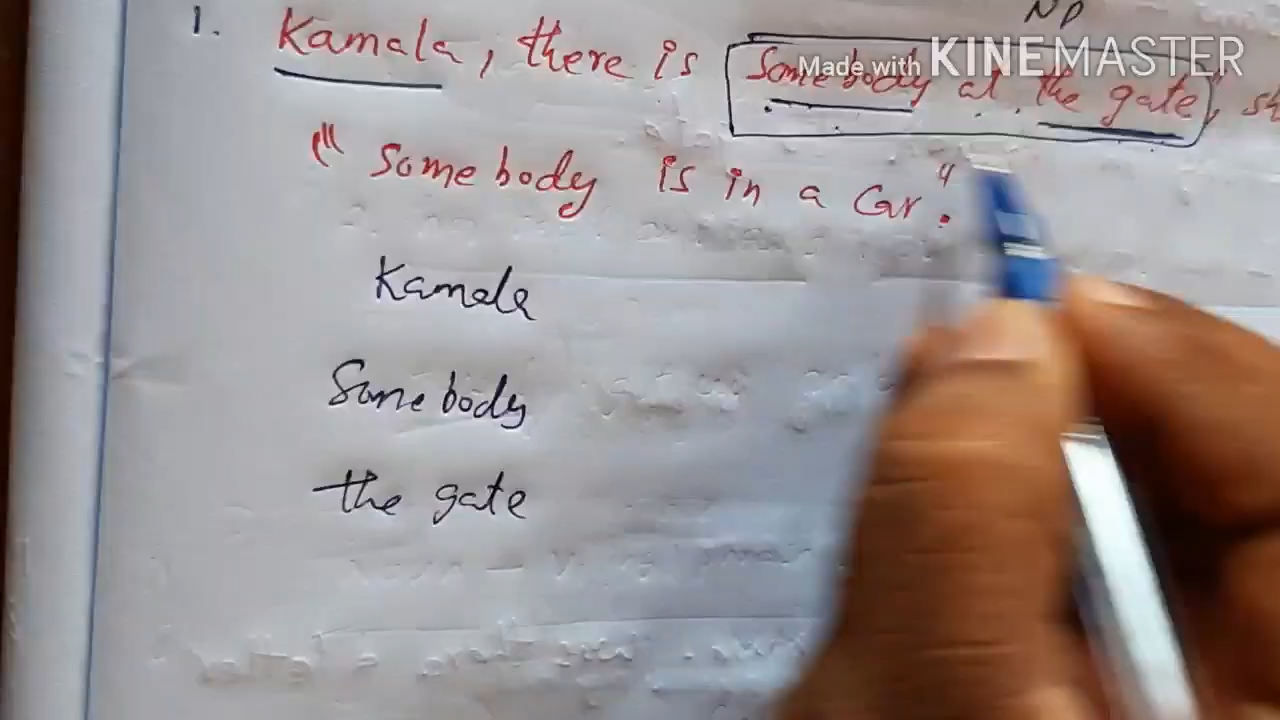 NP
1. Kamala, there is Somebody at the gate",
"Somebody is in a Car."
Kamala
Somebody
the gate
Made with KINEMASTER